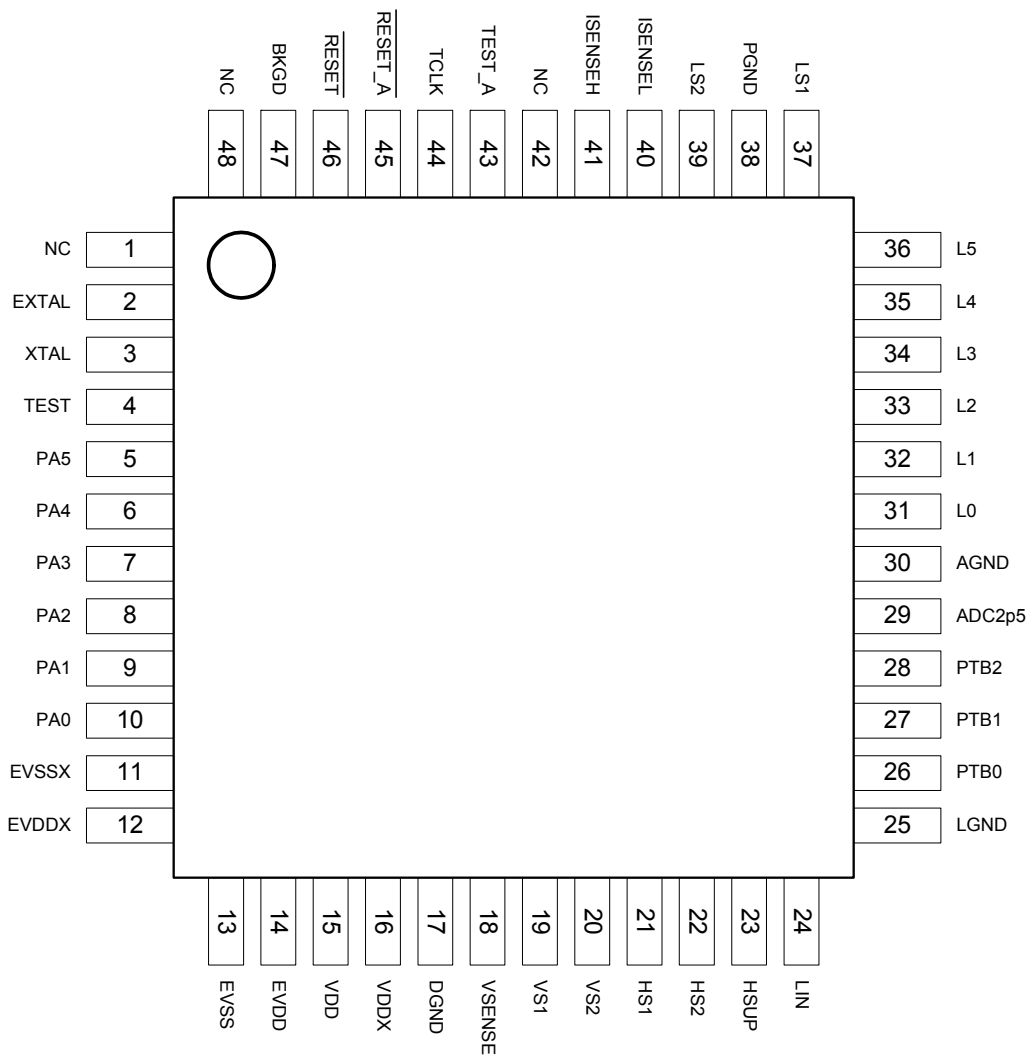 NC
BKGD
RESET
RESET_A
TCLK
TEST_A
NC
ISENSEH
ISENSEL
LS2
PGND
LS1
48
47
46
45
44
43
42
41
40
39
38
37
NC 1
EXTAL 2
XTAL 3
TEST 4
PA5 5
PA4 6
PA3 7
PA2 8
PA1 9
PA0 10
EVSSX 11
EVDDX 12
36 L5
35 L4
34 L3
33 L2
32 L1
31 L0
30 AGND
29 ADC2p5
28 PTB2
27 PTB1
26 PTB0
25 LGND
13
14
15
16
17
18
19
20
21
22
23
24
EVSS
EVDD
VDD
VDDX
DGND
VSENSE
VS1
VS2
HS1
HS2
HSUP
LIN